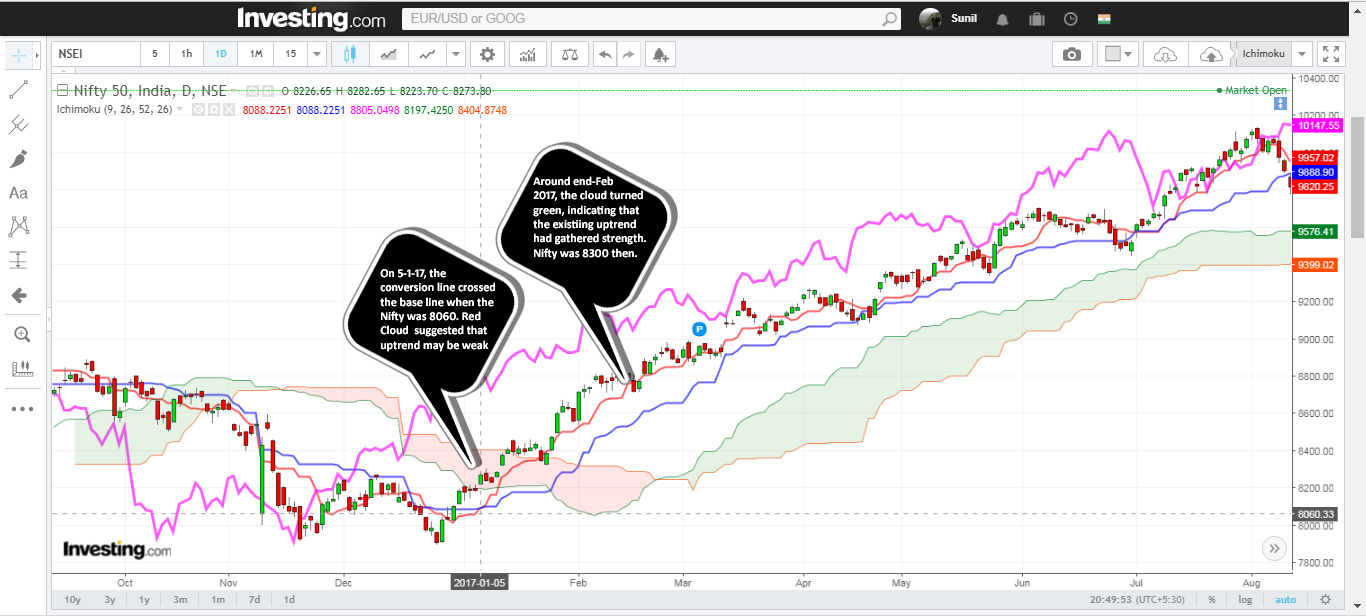 Investing.com
EUR/USD or GOOG
Sunil
NSEI
5
1h
1D
1M
15
Ichimoku
Nifty 50, India, D, NSE
O 8226.65 H 8282.65 L 8223.70 C 8273.80
Market Open
Ichimoku (9, 26, 52, 26)
8088.2251 8088.2251 8805.0498 8197.4250 8404.8748
Aa
Around end-Feb
2017, the cloud turned
green, indicating that
the existiing uptrend
had gathered strength.
Nifty was 8300 then.
On 5-1-17, the
conversion line crossed
the base line when the
Nifty was 8060. Red
Cloud suggested that
uptrend may be weak
P
10400.00
10200.00
10147.55
9957.02
9888.90
9820.25
9576.41
9399.02
9200.00
9000.00
8800.00
8600.00
8400.00
8200.00
8060.33
8000.00
7800.00
Investing.com
Oct
Nov
Dec
2017-01-05
Feb
Mar
Apr
May
Jun
Jul
Aug
10y
3y
1y
3m
1m
7d
1d
20:49:53 (UTC+5:30)
%
log
auto